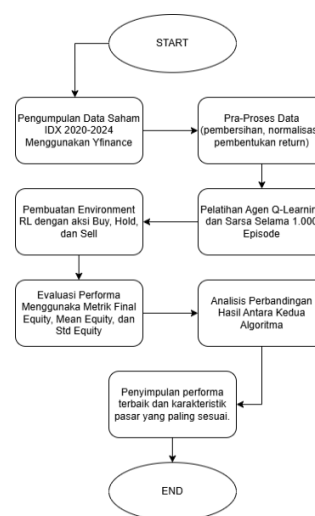 START
Pengumpulan Data Saham
IDX 2020-2024
Menggunakan Yfinance
Pra-Proses Data
(pembersihan, normalisas
pembentukan return)
Pembuatan Environment
RL dengan aksi Buy, Hold,
dan Sell
Pelatihan Agen Q-Learning
dan Sarsa Selama 1.000
Episode
Evaluasi Performa
Menggunaka Metrik Final
Equity, Mean Equity, dan
Std Equity
Analisis Perbandingan
Hasil Antara Kedua
Algoritma
Penyimpulan performa
terbaik dan karakteristik
pasar yang paling sesuai.
END